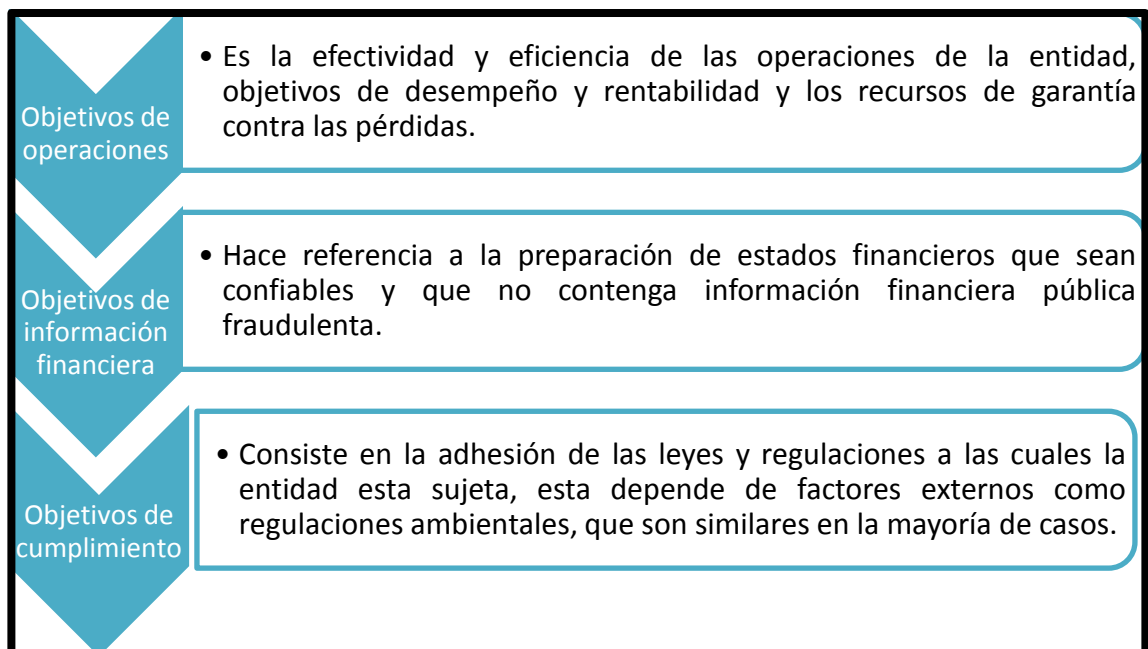 Objetivos de
operaciones
• Es la efectividad y eficiencia de las operaciones de la entidad,
objetivos de desempeño y rentabilidad y los recursos de garantía
contra las pérdidas.
Objetivos de
información
financiera
• Hace referencia a la preparación de estados financieros que sean
confiables y que no contenga información financiera pública
fraudulenta.
Objetivos de
cumplimiento
• Consiste en la adhesión de las leyes y regulaciones a las cuales la
entidad esta sujeta, esta depende de factores externos como
regulaciones ambientales, que son similares en la mayoría de casos.